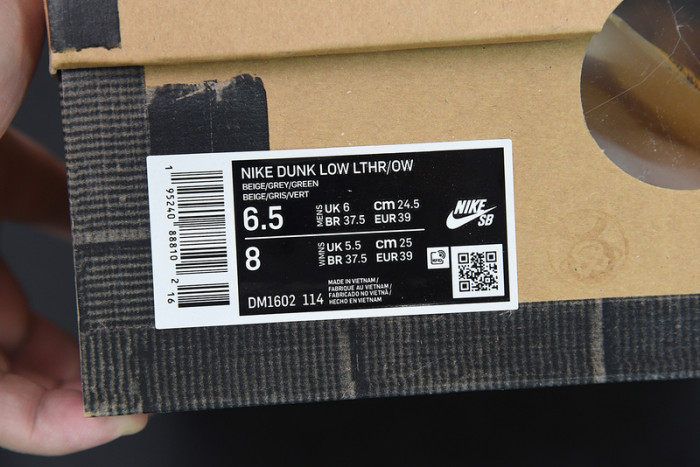 1 95240 88810 2 16
NIKE DUNK LOW LTHR/OW
BEIGE/GREY/GREEN
BEIGE/GRIS/VERT
6.5 MENS UK 6 cm 24.5
BR 37.5 EUR 39
8 WMNS UK 5.5 cm 25
BR 37.5 EUR 39
NIKE
SB
DM1602 114
MADE IN VIETNAM /
FABRIQUE AU VIETNAM /
FABRICADO NO VIETNÃ /
HECHO EN VIETNAM